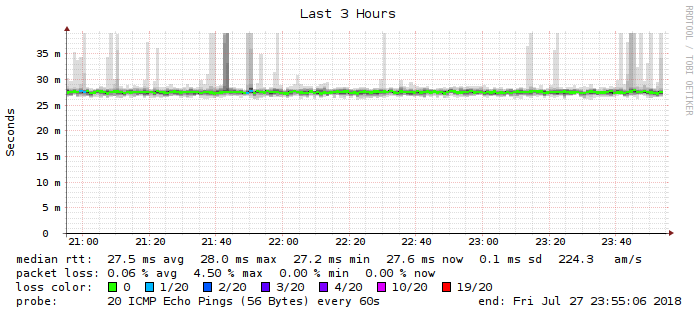 Last 3 Hours
RRDTOOL / TOBI OETIKER
Seconds
35 m
30 m
25 m
20 m
15 m
10 m
5 m
0
21:00 21:20 21:40 22:00 22:20 22:40 23:00 23:20 23:40
median rtt: 27.5 ms avg 28.0 ms max 27.2 ms min 27.6 ms now 0.1 ms sd 224.3 am/s
packet loss: 0.06 % avg 4.50 % max 0.00 % min 0.00 % now
loss color: 0 1/20 2/20 3/20 4/20 10/20 19/20
probe: 20 ICMP Echo Pings (56 Bytes) every 60s end: Fri Jul 27 23:55:06 2018